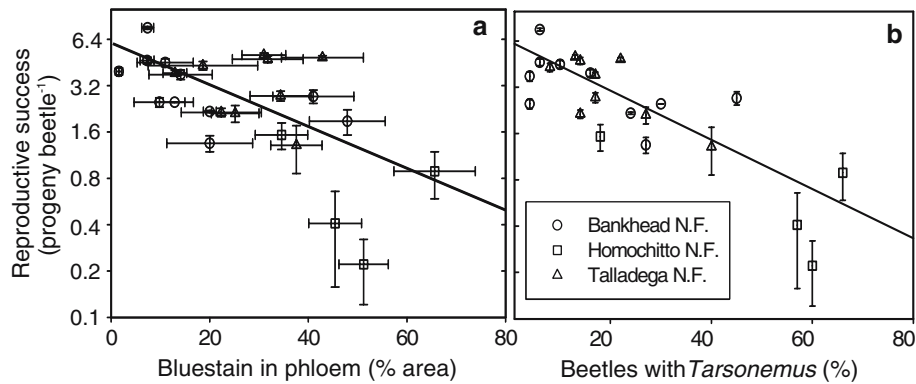 a
b
Reproductive success
(progeny beetle-1)
6.4
3.2
1.6
0.8
0.4
0.2
0.1
0
20
40
60
80
Bluestain in phloem (% area)
Bankhead N.F.
Homochitto N.F.
Talladega N.F.
0
20
40
60
80
Beetles with Tarsonemus (%)